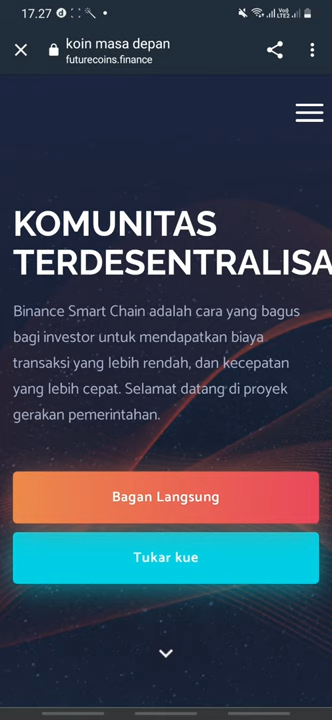 17.27
koin masa depan
futurecoins.finance
KOMUNITAS
TERDESENTRALISA
Binance Smart Chain adalah cara yang bagus
bagi investor untuk mendapatkan biaya
transaksi yang lebih rendah, dan kecepatan
yang lebih cepat. Selamat datang di proyek
gerakan pemerintahan.
Bagan Langsung
Tukar kue